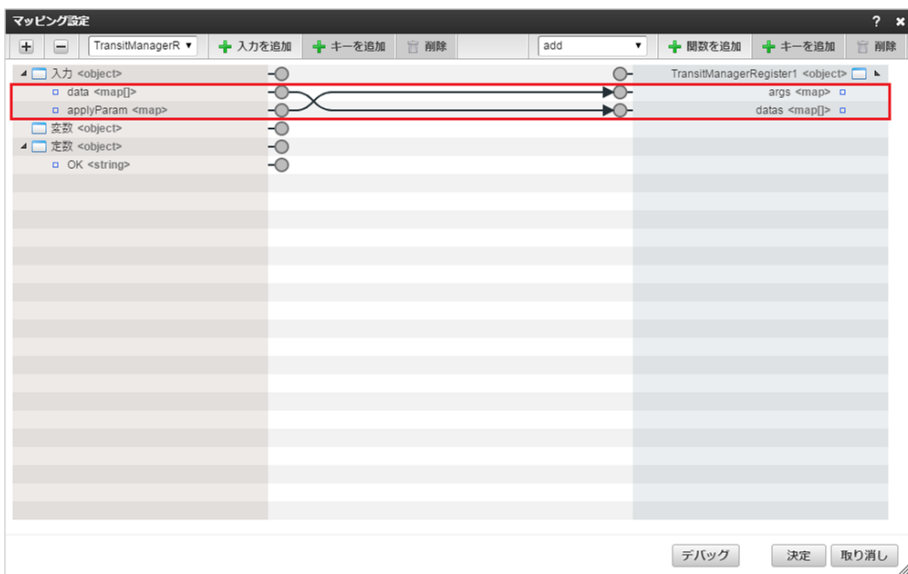 マッピング設定 ?
TransitManagerR 入力を追加 キーを追加 削除 add 関数を追加 キーを追加 削除
入力 <object> TransitManagerRegister1 <object>
data <map[]> args <map>
applyParam <map> datas <map[]>
変数 <object>
定数 <object>
OK <string>
デバッグ 決定 取り消し